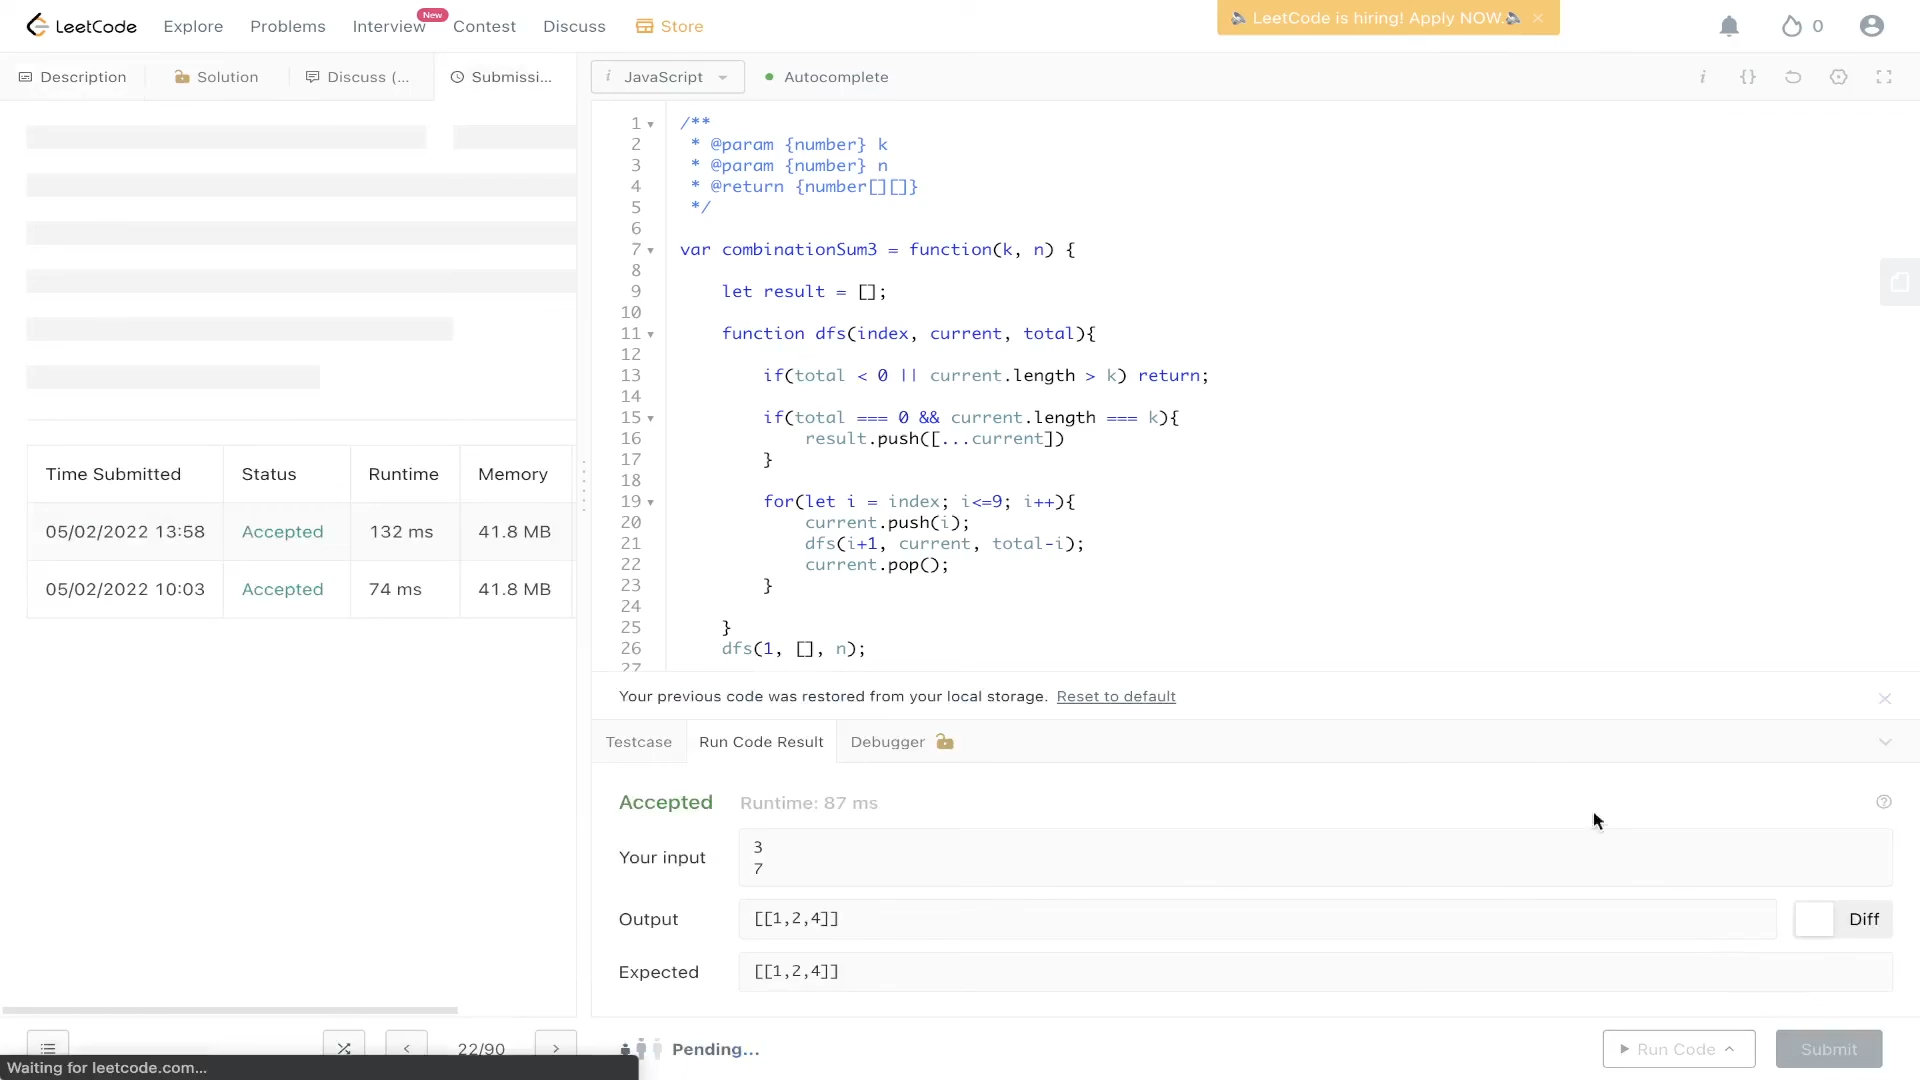 LeetCode
Explore
Problems
Interview
New
Contest
Discuss
Store
LeetCode is hiring! Apply NOW.
0
Description
Solution
Discuss (...
Submissi...
i JavaScript
Autocomplete
1 /**
2 * @param {number} k
3 * @param {number} n
4 * @return {number[][]}
5 */
6
7 var combinationSum3 = function(k, n) {
8
9 let result = [];
10
11 function dfs(index, current, total){
12
13 if(total < 0 || current.length > k) return;
14
15 if(total === 0 && current.length === k){
16 result.push([...current])
17 }
18
19 for(let i = index; i<=9; i++){
20 current.push(i);
21 dfs(i+1, current, total-i);
22 current.pop();
23 }
24
25 }
26 dfs(1, [], n);
27
Time Submitted Status Runtime Memory
05/02/2022 13:58 Accepted 132 ms 41.8 MB
05/02/2022 10:03 Accepted 74 ms 41.8 MB
Your previous code was restored from your local storage. Reset to default
Testcase
Run Code Result
Debugger
Accepted Runtime: 87 ms
Your input
3
7
Output
[[1,2,4]]
Diff
Expected
[[1,2,4]]
22/90
Pending...
Run Code
Submit
Waiting for leetcode.com...